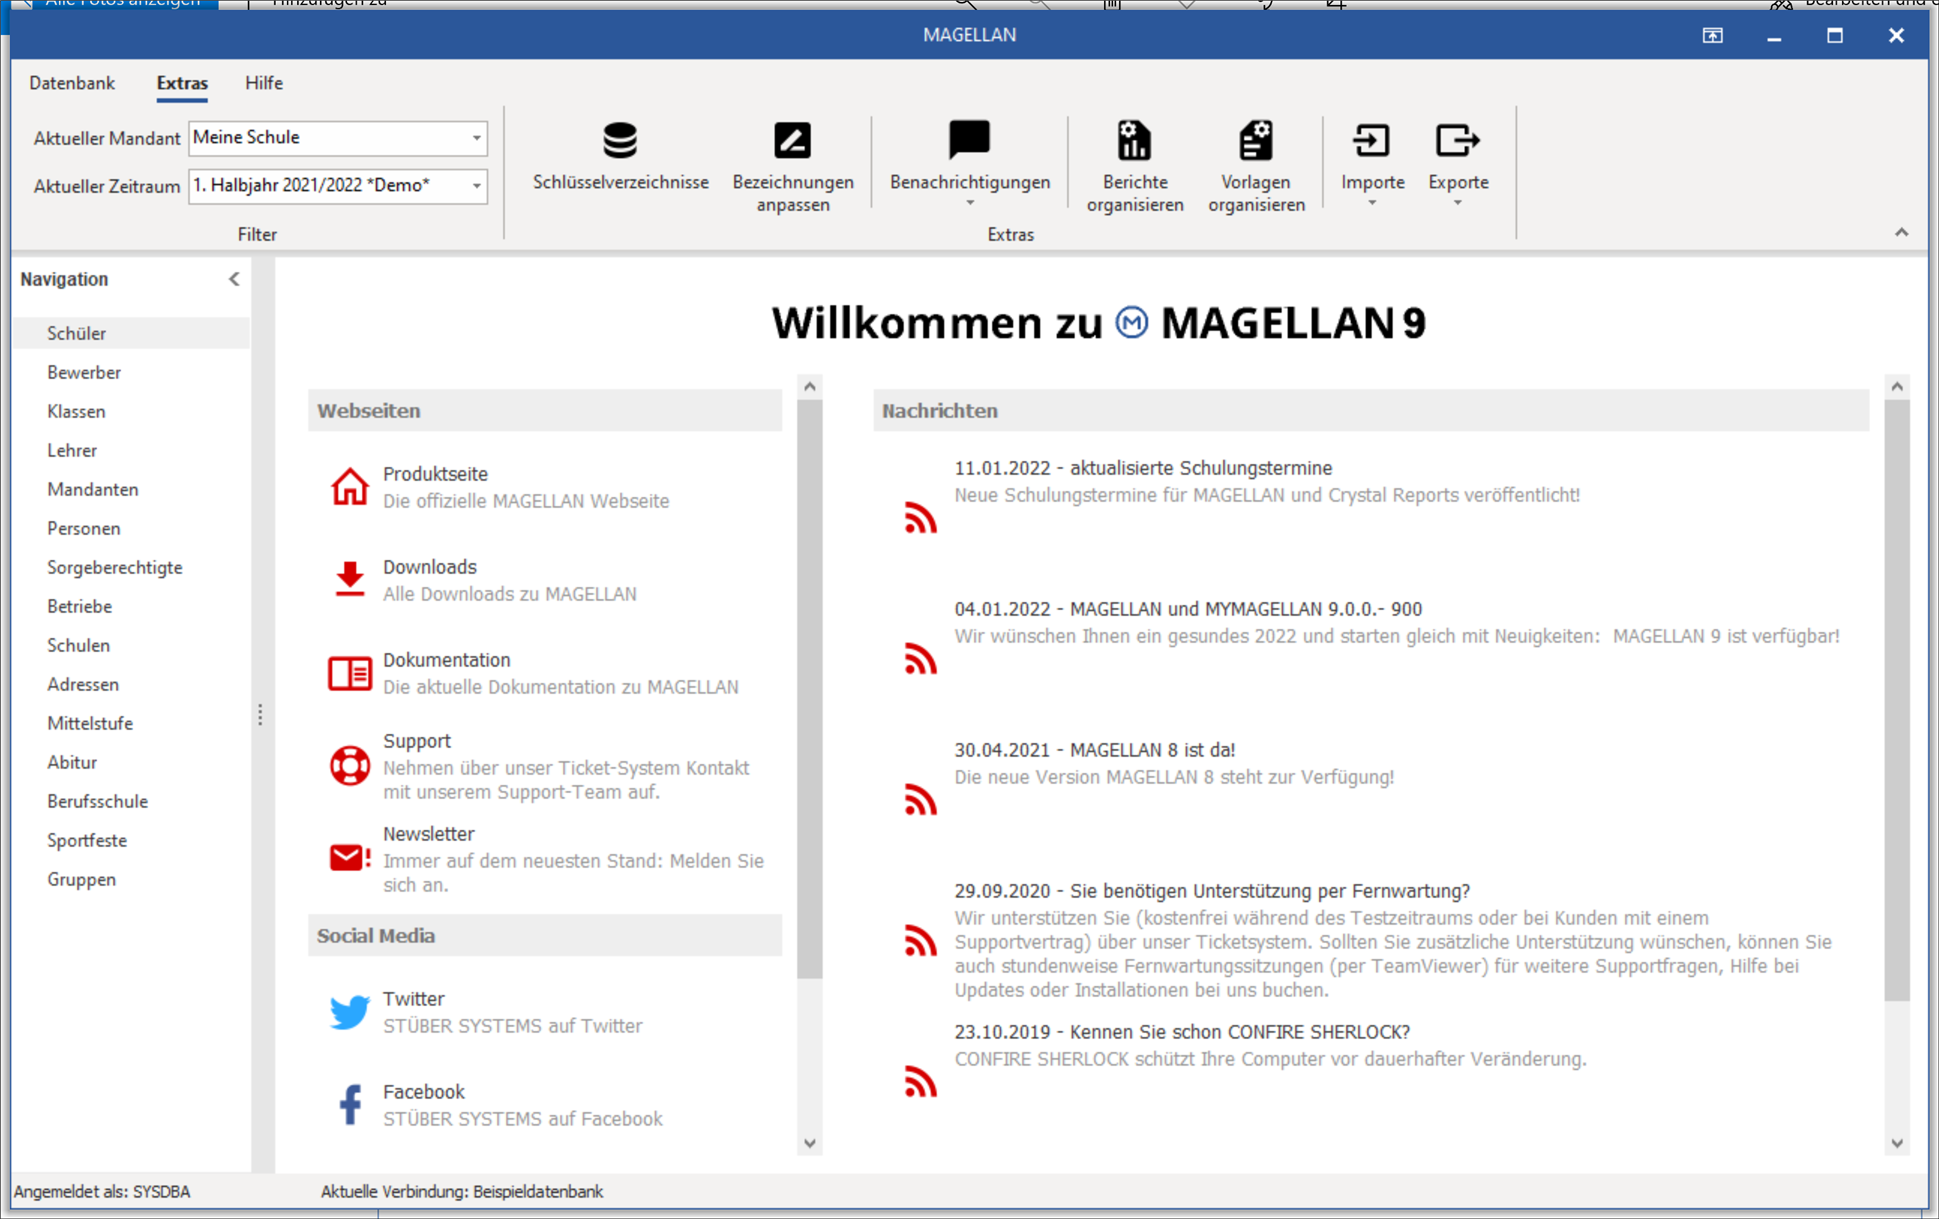 Alle Fotos anzeigen
Hinzufügen zu
MAGELLAN
Datenbank Extras Hilfe
Aktueller Mandant Meine Schule
Aktueller Zeitraum 1. Halbjahr 2021/2022 *Demo*
Filter
Schlüsselverzeichnisse
Bezeichnungen
anpassen
Benachrichtigungen
Berichte
organisieren
Vorlagen
organisieren
Importe
Exporte
Extras
Navigation
Schüler
Bewerber
Klassen
Lehrer
Mandanten
Personen
Sorgeberechtigte
Betriebe
Schulen
Adressen
Mittelstufe
Abitur
Berufsschule
Sportfeste
Gruppen
Willkommen zu M MAGELLAN 9
Webseiten
Produktseite
Die offizielle MAGELLAN Webseite
Downloads
Alle Downloads zu MAGELLAN
Dokumentation
Die aktuelle Dokumentation zu MAGELLAN
Support
Nehmen über unser Ticket-System Kontakt
mit unserem Support-Team auf.
Newsletter
Immer auf dem neuesten Stand: Melden Sie
sich an.
Social Media
Twitter
STÜBER SYSTEMS auf Twitter
Facebook
STÜBER SYSTEMS auf Facebook
Nachrichten
11.01.2022 - aktualisierte Schulungstermine
Neue Schulungstermine für MAGELLAN und Crystal Reports veröffentlicht!
04.01.2022 - MAGELLAN und MYMAGELLAN 9.0.0.- 900
Wir wünschen Ihnen ein gesundes 2022 und starten gleich mit Neuigkeiten:  MAGELLAN 9 ist verfügbar!
30.04.2021 - MAGELLAN 8 ist da!
Die neue Version MAGELLAN 8 steht zur Verfügung!
29.09.2020 - Sie benötigen Unterstützung per Fernwartung?
Wir unterstützen Sie (kostenfrei während des Testzeitraums oder bei Kunden mit einem
Supportvertrag) über unser Ticketsystem. Sollten Sie zusätzliche Unterstützung wünschen, können Sie
auch stundenweise Fernwartungssitzungen (per TeamViewer) für weitere Supportfragen, Hilfe bei
Updates oder Installationen bei uns buchen.
23.10.2019 - Kennen Sie schon CONFIRE SHERLOCK?
CONFIRE SHERLOCK schützt Ihre Computer vor dauerhafter Veränderung.
Angemeldet als: SYSDBA
Aktuelle Verbindung: Beispieldatenbank